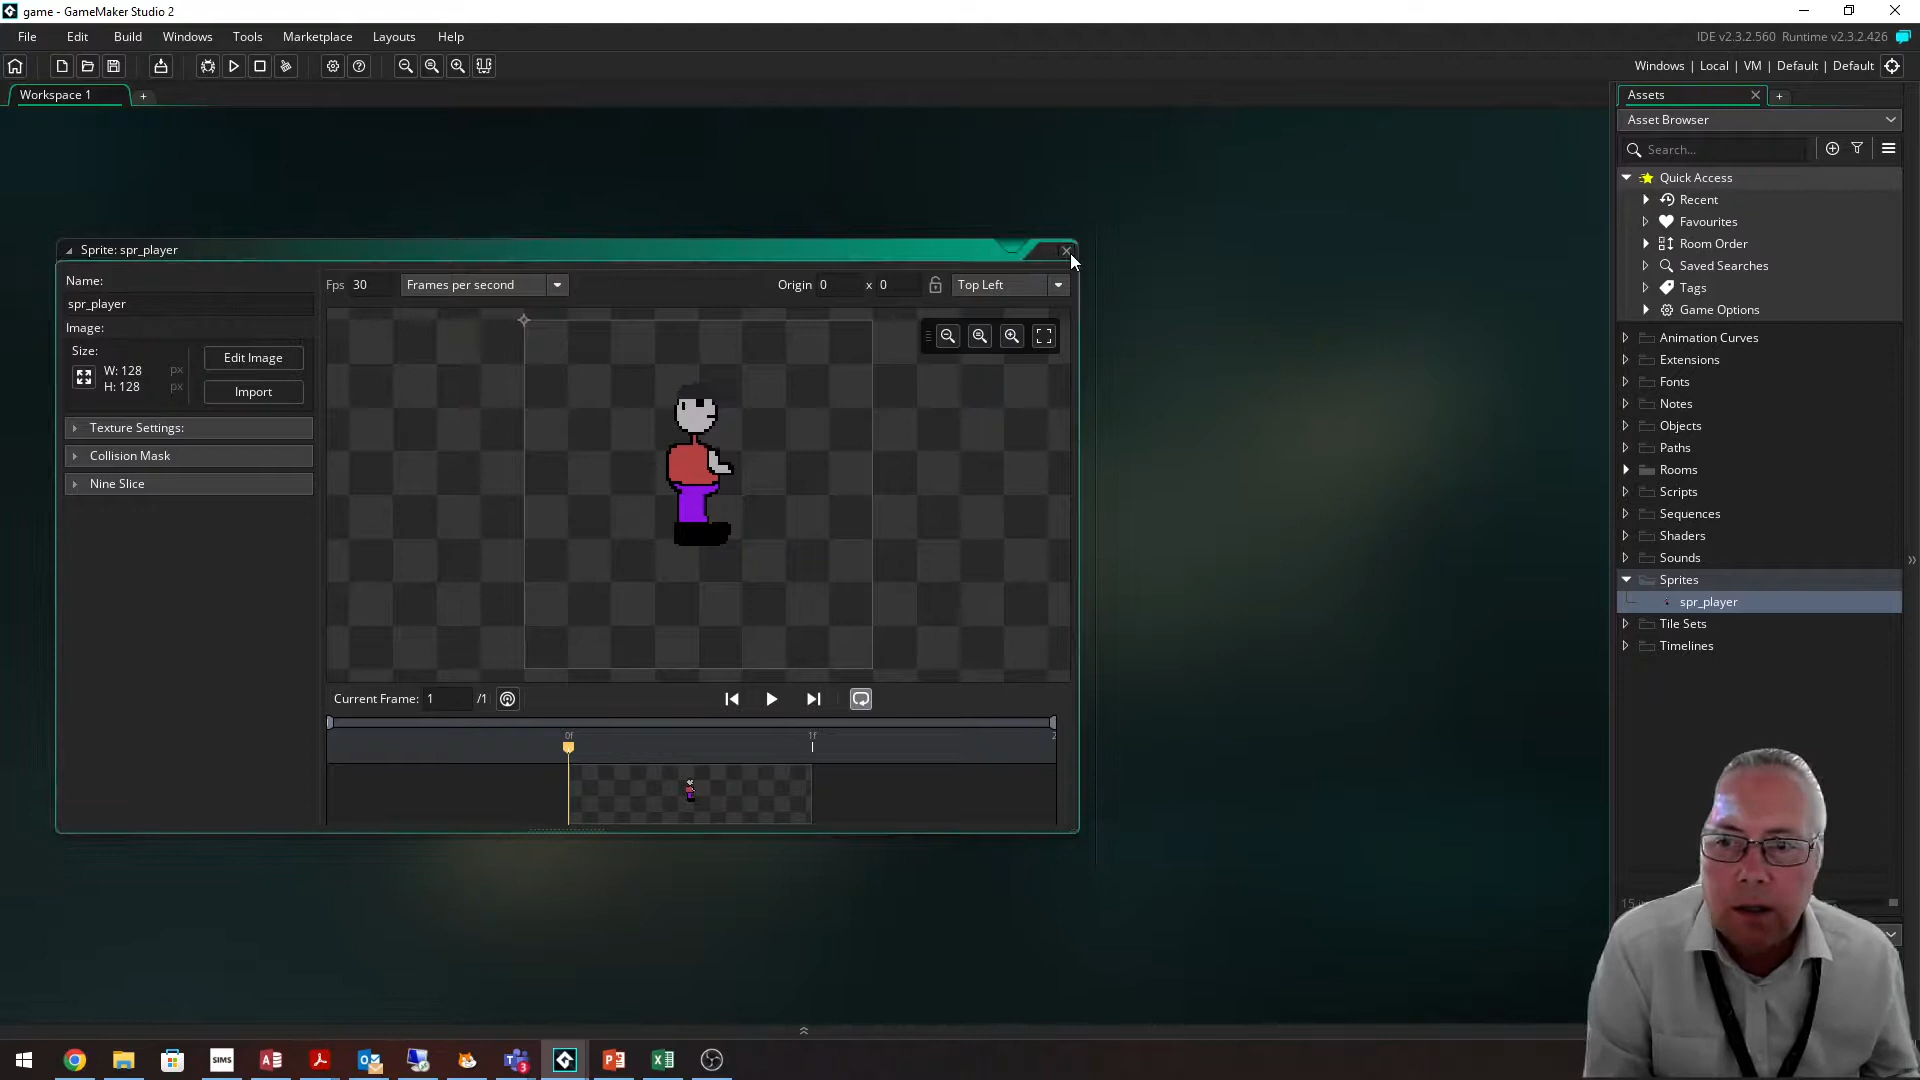 game - GameMaker Studio 2
File Edit Build Windows Tools Marketplace Layouts Help
IDE v2.3.2.560 Runtime v2.3.2.426
Windows | Local | VM | Default | Default
Workspace 1 +
Assets
Asset Browser
Search...
Quick Access
Recent
Favourites
Room Order
Saved Searches
Tags
Game Options
Animation Curves
Extensions
Fonts
Notes
Objects
Paths
Rooms
Scripts
Sequences
Shaders
Sounds
Sprites
spr_player
Tile Sets
Timelines
Sprite: spr_player
Name:
spr_player
Image:
Size:
W: 128 px
H: 128 px
Edit Image
Import
Texture Settings:
Collision Mask
Nine Slice
Fps 30 Frames per second
Origin 0 x 0 Top Left
Current Frame: 1 /1
0f 1f 2
SIMS
3